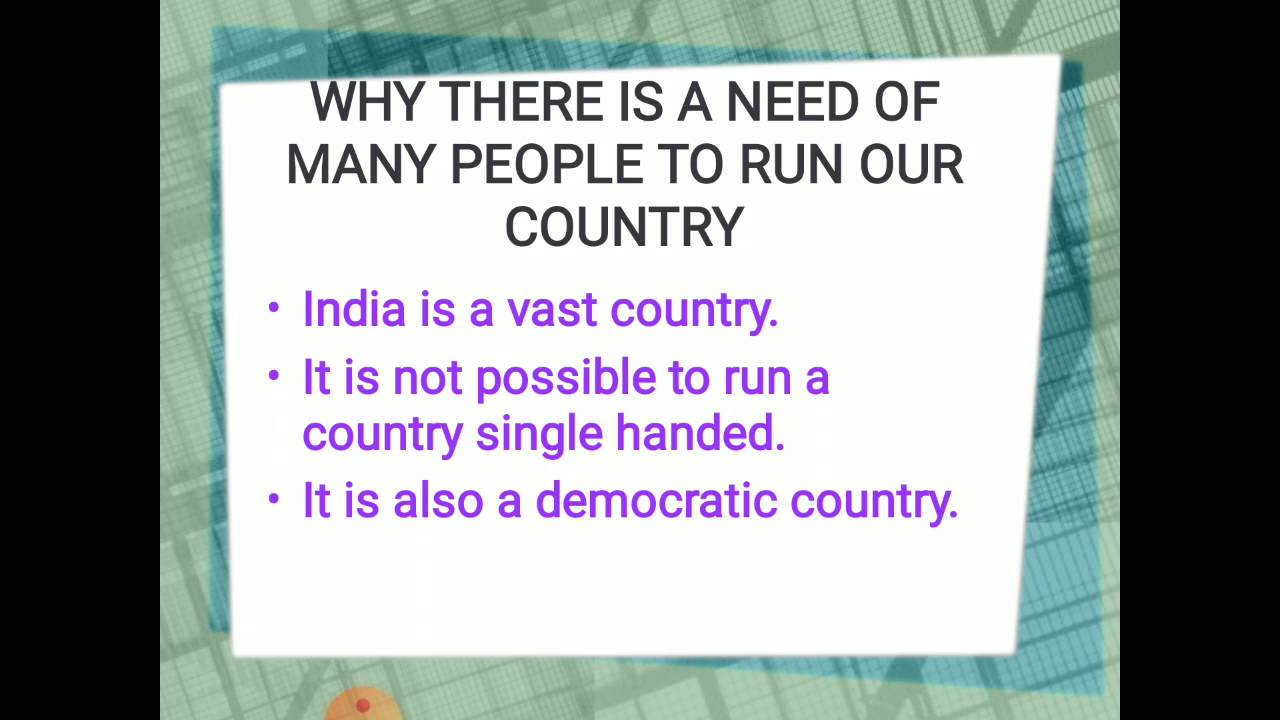 WHY THERE IS A NEED OF
MANY PEOPLE TO RUN OUR
COUNTRY
• India is a vast country.
• It is not possible to run a
country single handed.
• It is also a democratic country.